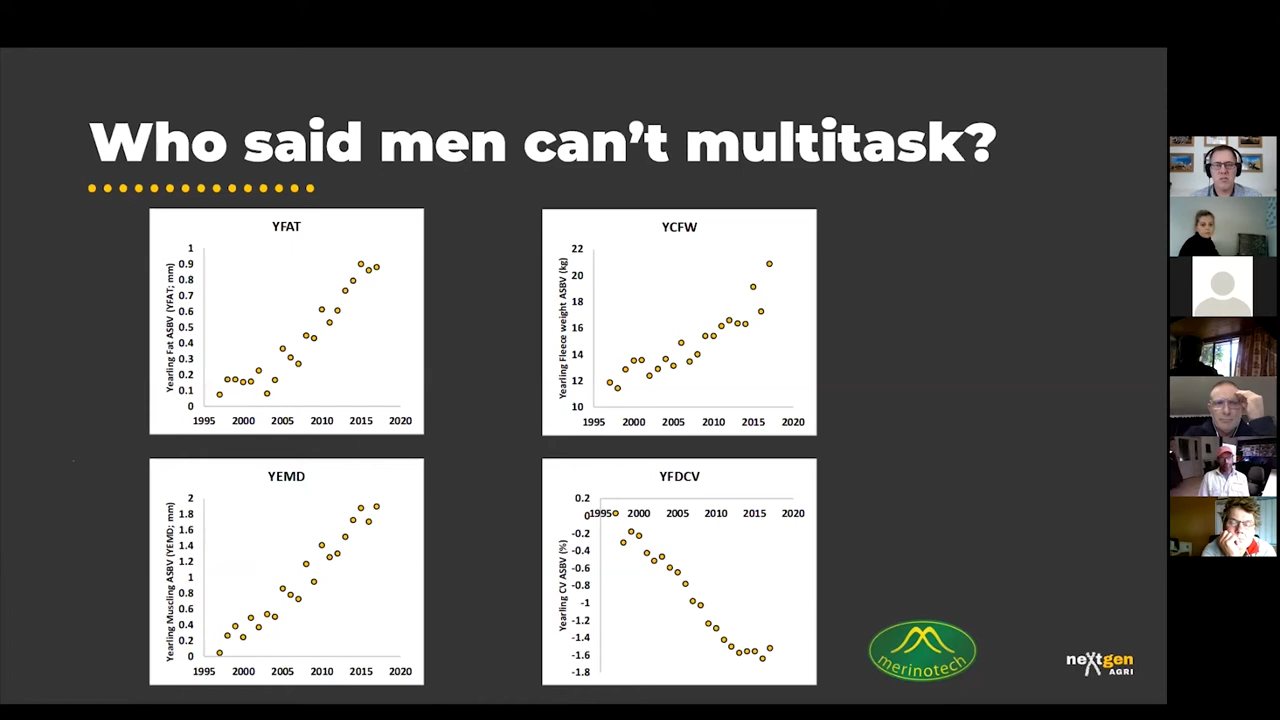 Who said men can't multitask?
YFAT
Yearling Fat ASBV (YFAT; mm)
1
0.9
0.8
0.7
0.6
0.5
0.4
0.3
0.2
0.1
0
1995 2000 2005 2010 2015 2020
YCFW
Yearling Fleece weight ASBV (kg)
22
20
18
16
14
12
10
1995 2000 2005 2010 2015 2020
YEMD
Yearling Muscling ASBV (YEMD; mm)
2
1.8
1.6
1.4
1.2
1
0.8
0.6
0.4
0.2
0
1995 2000 2005 2010 2015 2020
YFDCV
Yearling CV ASBV (%)
0.2
0
1995 2000 2005 2010 2015 2020
-0.2
-0.4
-0.6
-0.8
-1
-1.2
-1.4
-1.6
-1.8
merinotech
nextgen
AGRI